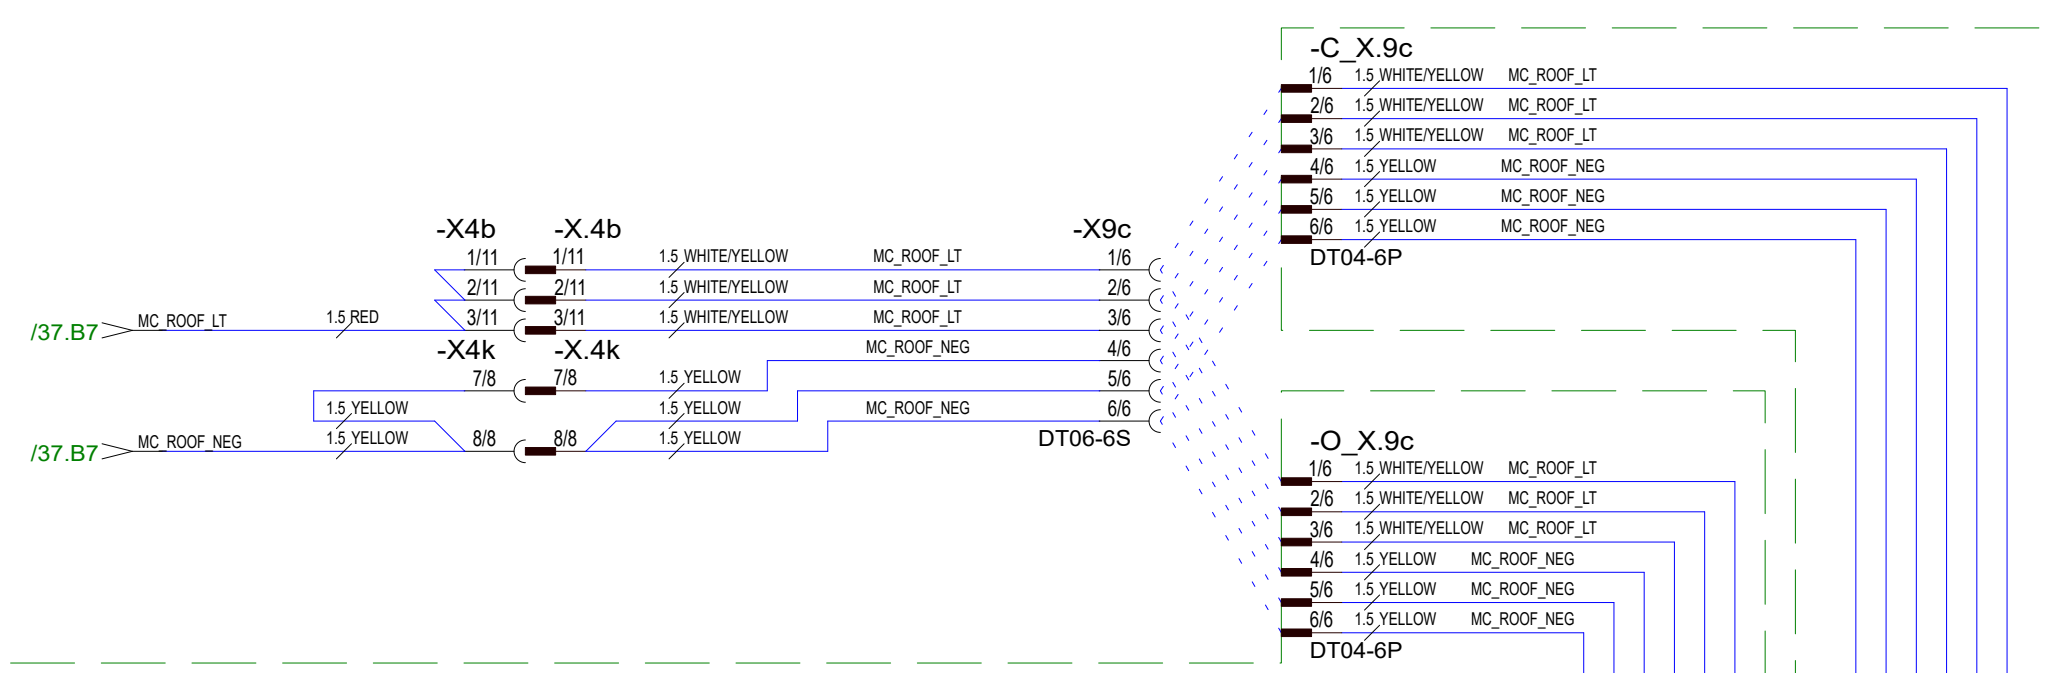 -C_X.9c
1/6 1.5 WHITE/YELLOW MC_ROOF_LT
2/6 1.5 WHITE/YELLOW MC_ROOF_LT
3/6 1.5 WHITE/YELLOW MC_ROOF_LT
4/6 1.5 YELLOW MC_ROOF_NEG
5/6 1.5 YELLOW MC_ROOF_NEG
6/6 1.5 YELLOW MC_ROOF_NEG
DT04-6P
-X4b -X.4b -X9c
1/11 1/11 1.5 WHITE/YELLOW MC_ROOF_LT 1/6
2/11 2/11 1.5 WHITE/YELLOW MC_ROOF_LT 2/6
/37.B7 MC_ROOF_LT 1.5 RED 3/11 3/11 1.5 WHITE/YELLOW MC_ROOF_LT 3/6
-X4k -X.4k MC_ROOF_NEG 4/6
7/8 7/8 1.5 YELLOW 5/6
1.5 YELLOW 1.5 YELLOW MC_ROOF_NEG 6/6
/37.B7 MC_ROOF_NEG 1.5 YELLOW 8/8 8/8 1.5 YELLOW DT06-6S
-O_X.9c
1/6 1.5 WHITE/YELLOW MC_ROOF_LT
2/6 1.5 WHITE/YELLOW MC_ROOF_LT
3/6 1.5 WHITE/YELLOW MC_ROOF_LT
4/6 1.5 YELLOW MC_ROOF_NEG
5/6 1.5 YELLOW MC_ROOF_NEG
6/6 1.5 YELLOW MC_ROOF_NEG
DT04-6P